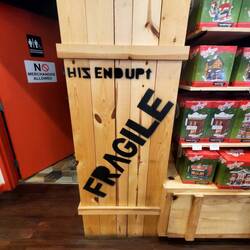 NO
MERCHANDISE
ALLOWED
HIS END UP↑
FRAGILE